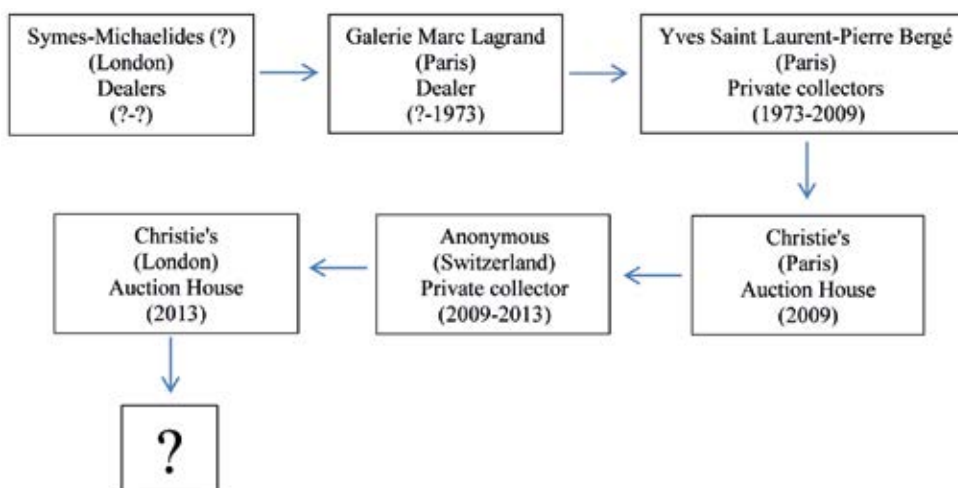 Symes-Michaelides (?)
(London)
Dealers
(?-?)
Galerie Marc Lagrand
(Paris)
Dealer
(?-1973)
Yves Saint Laurent-Pierre Bergé
(Paris)
Private collectors
(1973-2009)
Christie's
(Paris)
Auction House
(2009)
Anonymous
(Switzerland)
Private collector
(2009-2013)
Christie's
(London)
Auction House
(2013)
?